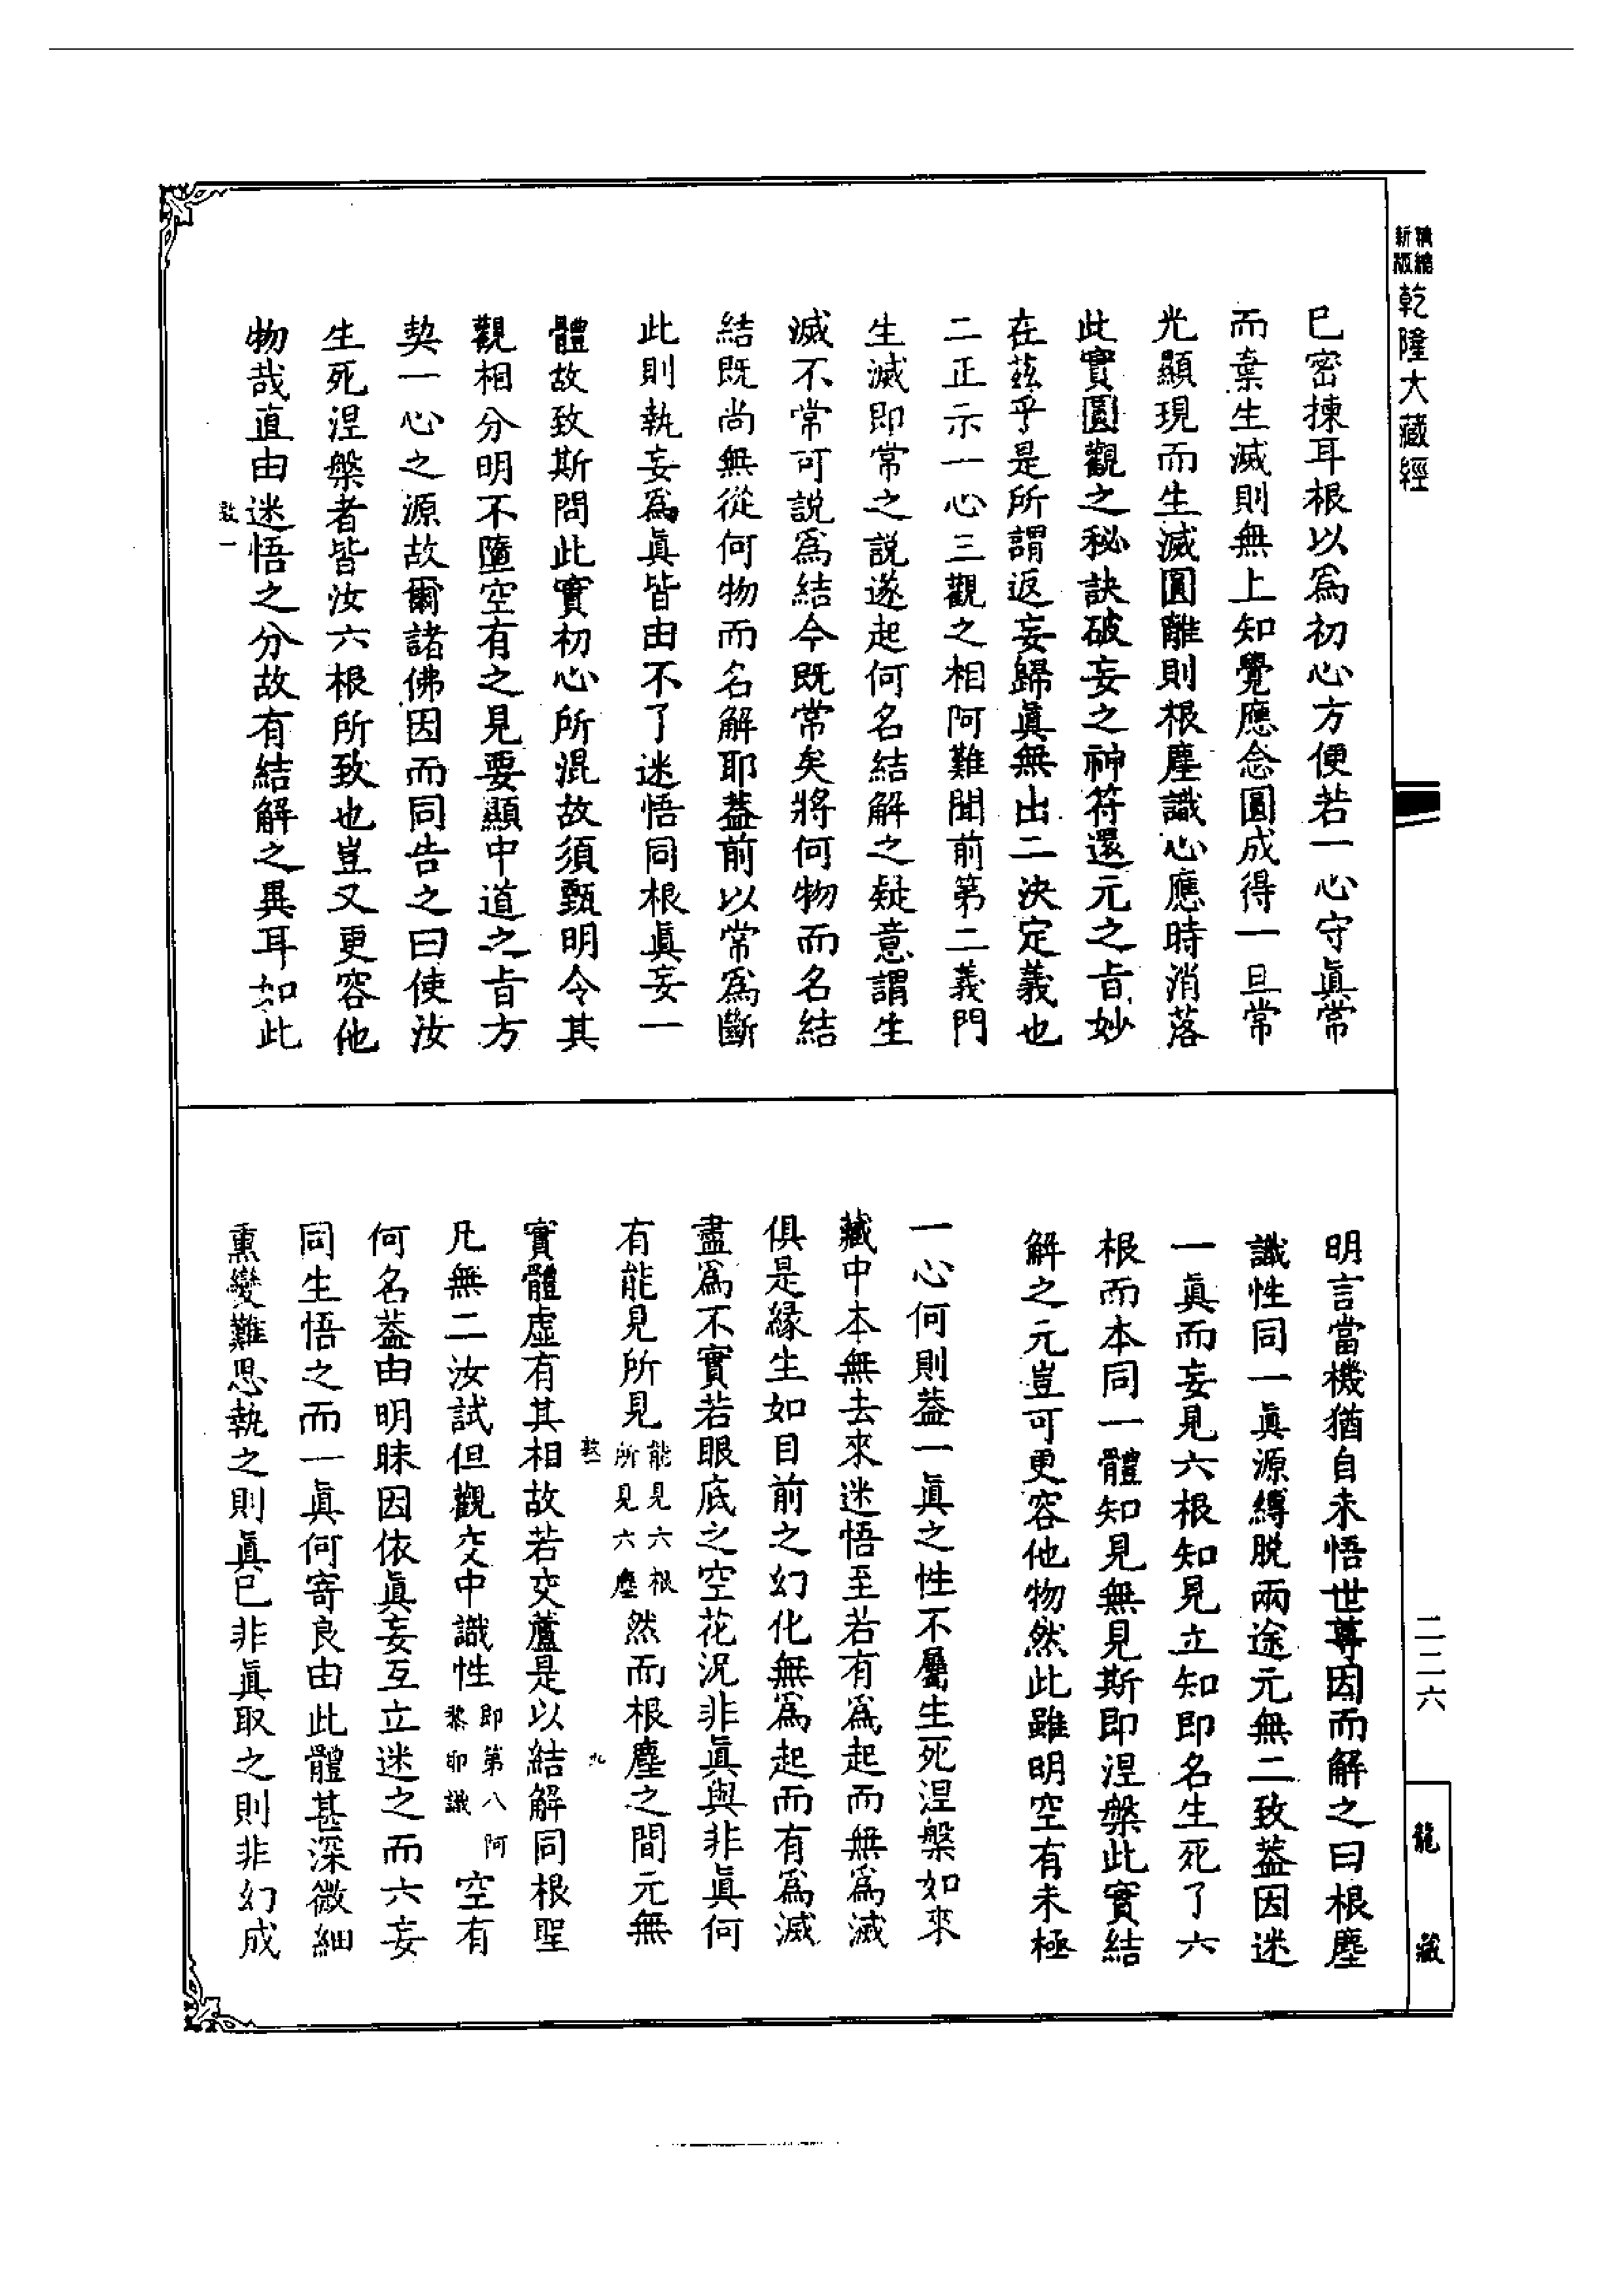 精縮
新版
乾隆大藏經
已密揀耳根以爲初心方便若一心守眞常
而棄生滅則無上知覺應念圓成得一旦常
光顯現而生滅圓離則根塵識心應時消落
此實圓觀之秘訣破妄之神符還元之旨妙
在茲乎是所謂返妄歸眞無出二決定義也
二正示一心三觀之相阿難聞前第二義門
生滅即常之説遂起何名結解之疑意謂生
滅不常可説爲結今既常矣將何物而名結
結既尚無從何物而名解耶葢前以常爲斷
此則執妄爲眞皆由不了迷悟同根眞妄一
體故致斯問此實初心所混故須甄明令其
觀相分明不墮空有之見要顯中道之旨方
契一心之源故爾諸佛因而同告之曰使汝
生死涅槃者皆汝六根所致也豈又更容他
物哉直由迷悟之分故有結解之異耳如此
明言當機猶自未悟世尊因而解之曰根塵
識性同一眞源縛脫兩途元無二致葢因迷
一眞而妄見六根知見立知即名生死了六
根而本同一體知見無見斯即涅槃此實結
解之元豈可更容他物然此雖明空有未極
一心何則葢一眞之性不屬生死涅槃如來
藏中本無去來迷悟至若有爲起而無爲滅
俱是緣生如目前之幻化無爲起而有爲滅
盡爲不實若眼底之空花況非眞與非眞何
有能見所見能見六根所見六塵然而根塵之間元無
實體虛有其相故若交蘆是以結解同根聖
凡無二汝試但觀交中識性即第八阿黎耶識空有
何名葢由明昧因依眞妄互立迷之而六妄
同生悟之而一眞何寄良由此體甚深微細
熏變難思執之則眞已非眞取之則非幻成
二二六
龍藏